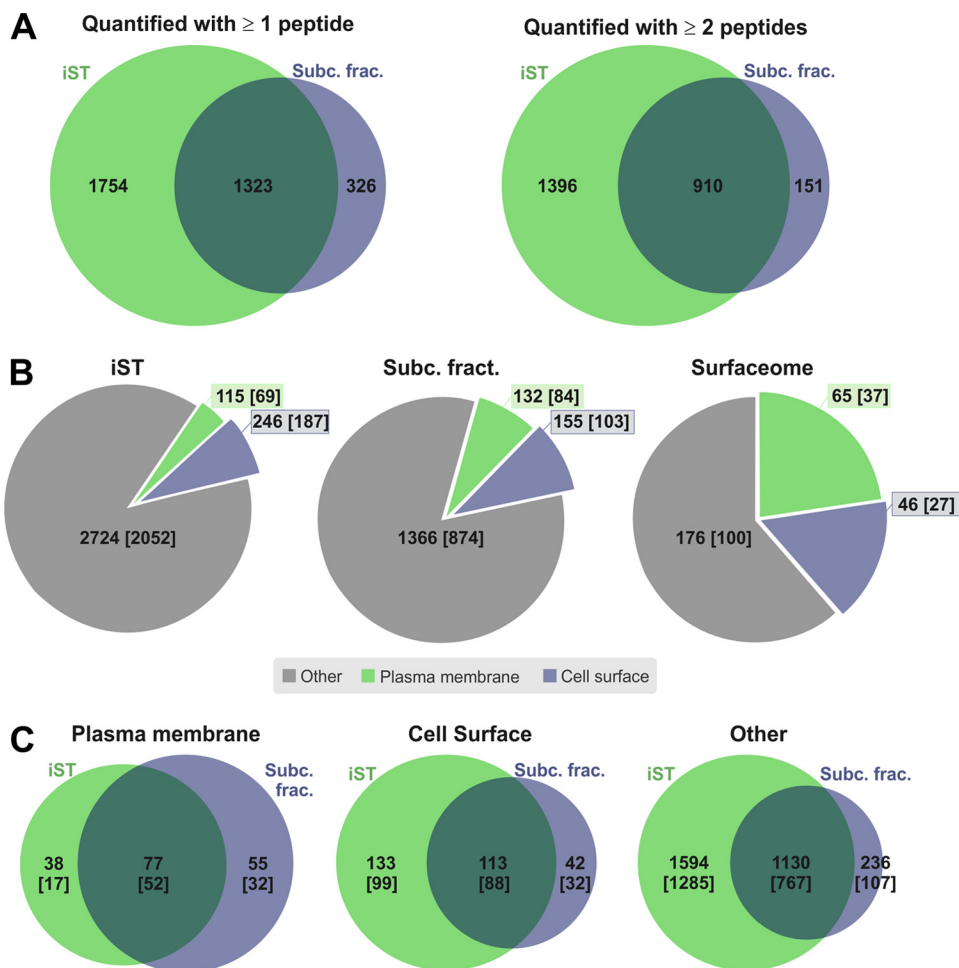 A
Quantified with ≥ 1 peptide
iST
Subc. frac.
1754
1323
326
Quantified with ≥ 2 peptides
iST
Subc. frac.
1396
910
151
B
iST
115 [69]
246 [187]
2724 [2052]
Subc. fract.
132 [84]
155 [103]
1366 [874]
Surfaceome
65 [37]
46 [27]
176 [100]
Other
Plasma membrane
Cell surface
C
Plasma membrane
iST
Subc.
frac.
38
[17]
77
[52]
55
[32]
Cell Surface
iST
Subc. frac.
133
[99]
113
[88]
42
[32]
Other
iST
Subc. frac.
1594
[1285]
1130
[767]
236
[107]